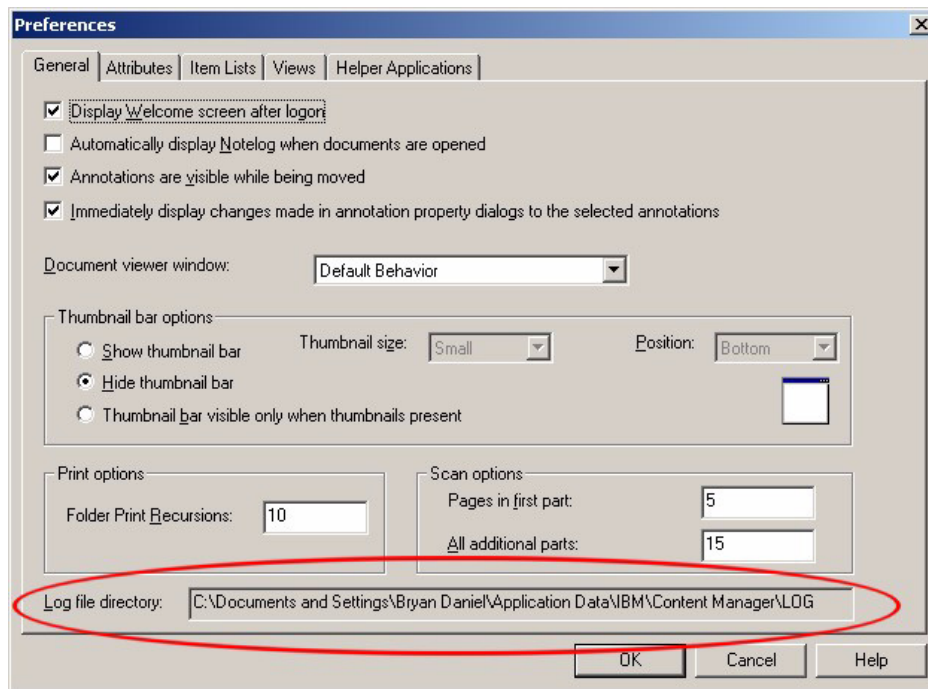 Preferences
General Attributes Item Lists Views Helper Applications
Display Welcome screen after logon
Automatically display Notelog when documents are opened
Annotations are visible while being moved
Immediately display changes made in annotation property dialogs to the selected annotations
Document viewer window: Default Behavior
Thumbnail bar options
Show thumbnail bar Thumbnail size: Small Position: Bottom
Hide thumbnail bar
Thumbnail bar visible only when thumbnails present
Print options Scan options
Folder Print Recursions: 10 Pages in first part: 5
All additional parts: 15
Log file directory: C:\Documents and Settings\Bryan Daniel\Application Data\IBM\Content Manager\LOG
OK Cancel Help